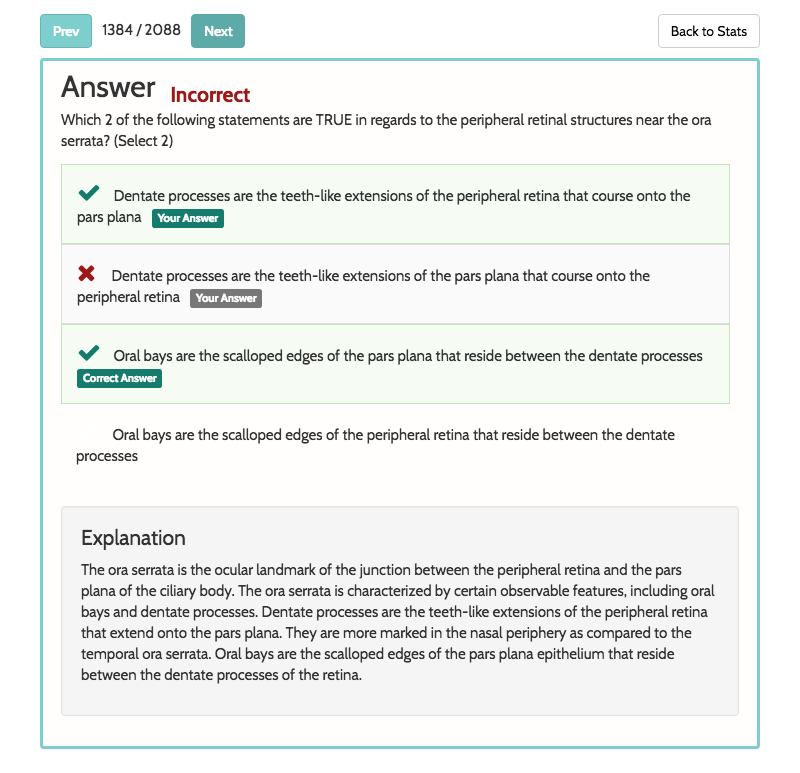 Prev 1384 / 2088 Next Back to Stats
Answer Incorrect
Which 2 of the following statements are TRUE in regards to the peripheral retinal structures near the ora
serrata? (Select 2)
Dentate processes are the teeth-like extensions of the peripheral retina that course onto the
pars plana Your Answer
Dentate processes are the teeth-like extensions of the pars plana that course onto the
peripheral retina Your Answer
Oral bays are the scalloped edges of the pars plana that reside between the dentate processes
Correct Answer
Oral bays are the scalloped edges of the peripheral retina that reside between the dentate
processes
Explanation
The ora serrata is the ocular landmark of the junction between the peripheral retina and the pars
plana of the ciliary body. The ora serrata is characterized by certain observable features, including oral
bays and dentate processes. Dentate processes are the teeth-like extensions of the peripheral retina
that extend onto the pars plana. They are more marked in the nasal periphery as compared to the
temporal ora serrata. Oral bays are the scalloped edges of the pars plana epithelium that reside
between the dentate processes of the retina.